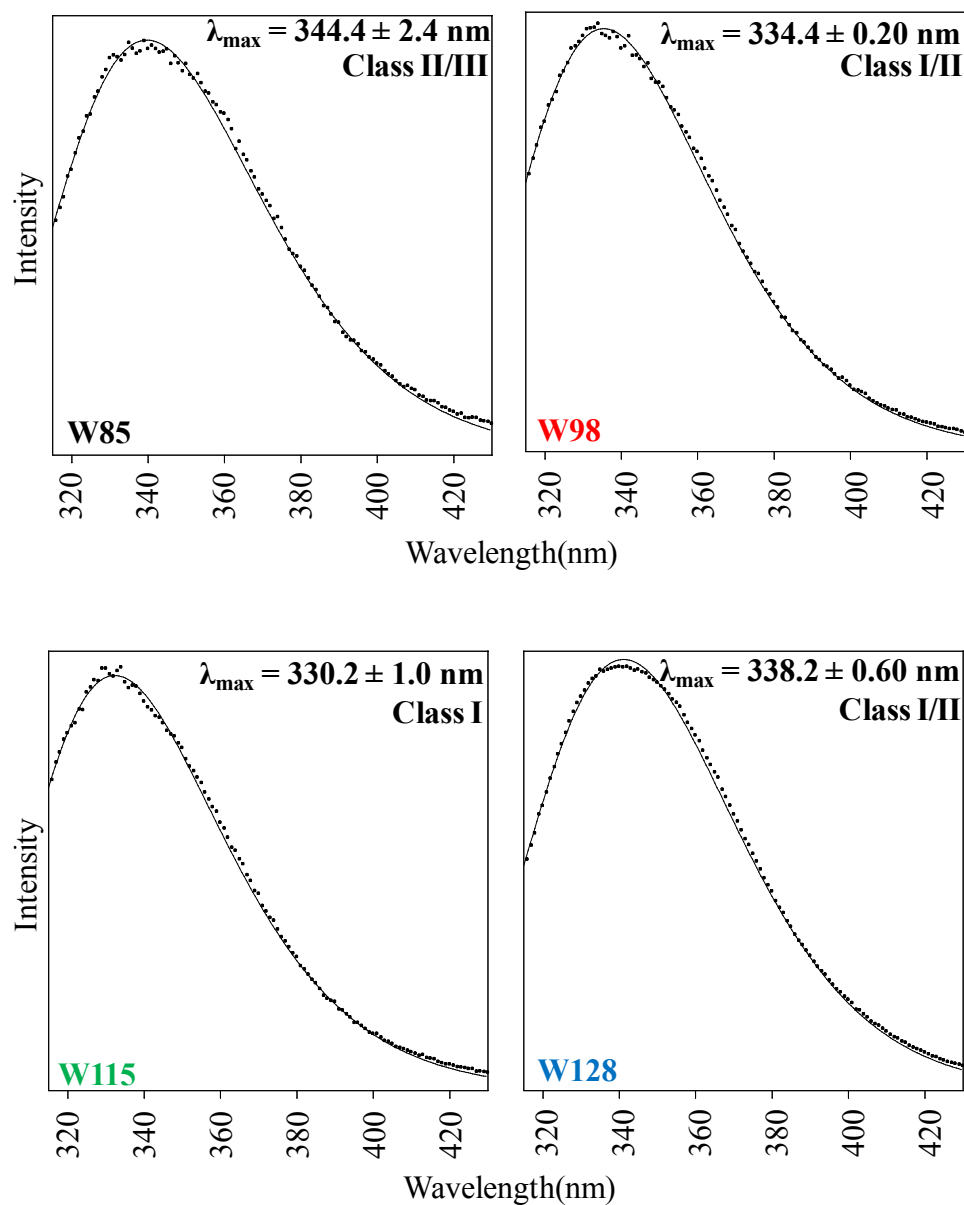 λmax = 344.4 ± 2.4 nm
Class II/III
W85
Intensity
320
340
360
380
400
420
λmax = 334.4 ± 0.20 nm
Class I/II
W98
320
340
360
380
400
420
Wavelength(nm)
λmax = 330.2 ± 1.0 nm
Class I
W115
Intensity
320
340
360
380
400
420
λmax = 338.2 ± 0.60 nm
Class I/II
W128
320
340
360
380
400
420
Wavelength(nm)